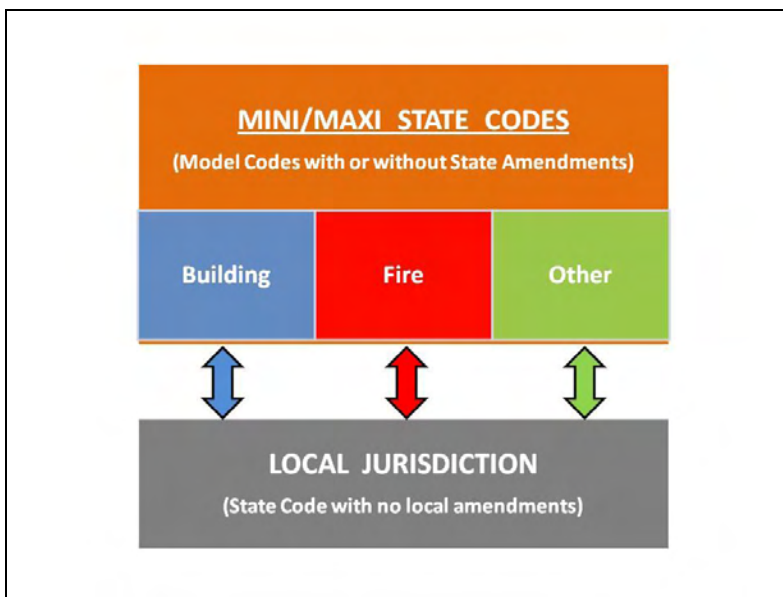 MINI/MAXI STATE CODES
(Model Codes with or without State Amendments)
Building Fire Other
LOCAL JURISDICTION
(State Code with no local amendments)